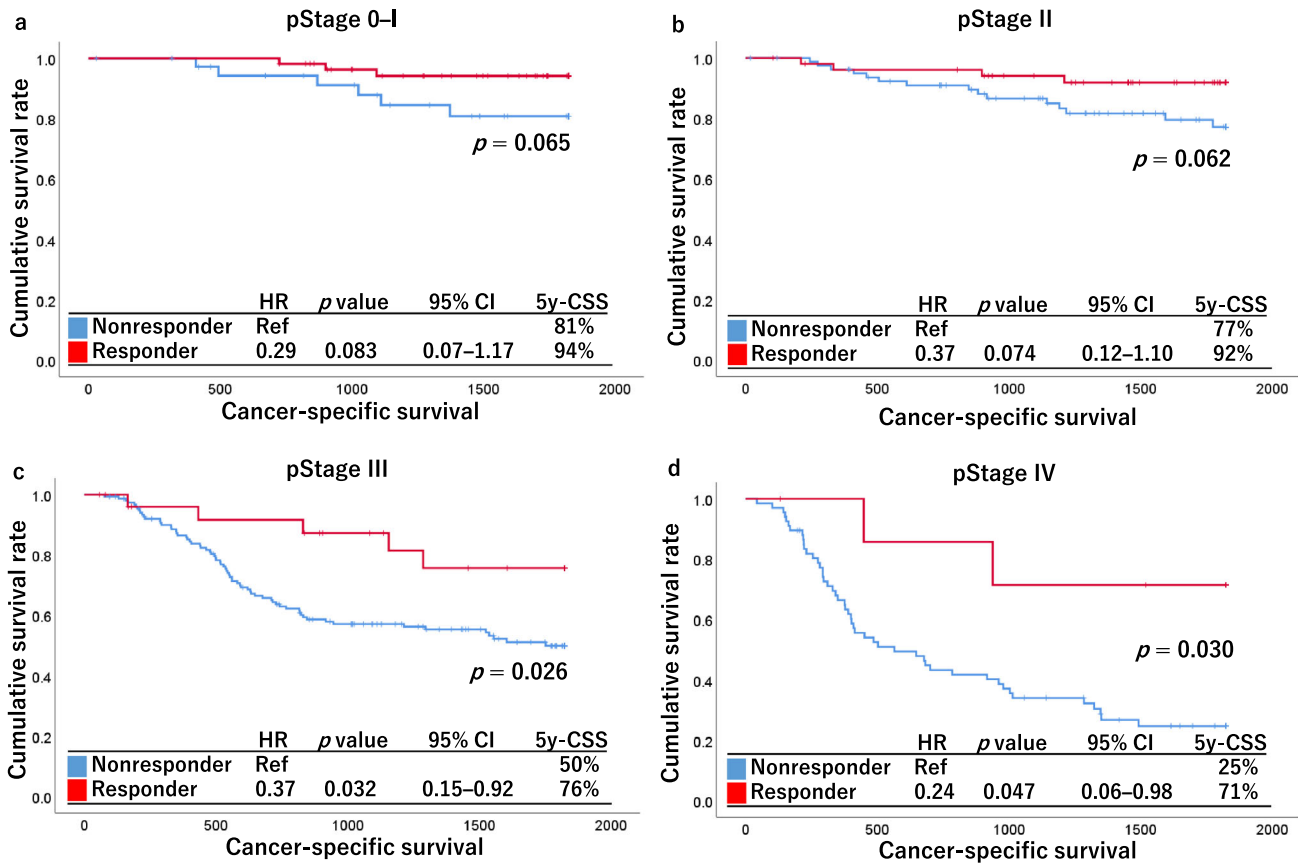 a
pStage 0–I
Cumulative survival rate
1.0
0.8
0.6
0.4
0.2
0.0
p = 0.065
HR p value 95% CI 5y-CSS
Nonresponder Ref 81%
Responder 0.29 0.083 0.07–1.17 94%
0 500 1000 1500 2000
Cancer-specific survival
b
pStage II
Cumulative survival rate
1.0
0.8
0.6
0.4
0.2
0.0
p = 0.062
HR p value 95% CI 5y-CSS
Nonresponder Ref 77%
Responder 0.37 0.074 0.12–1.10 92%
0 500 1000 1500 2000
Cancer-specific survival
c
pStage III
Cumulative survival rate
1.0
0.8
0.6
0.4
0.2
0.0
p = 0.026
HR p value 95% CI 5y-CSS
Nonresponder Ref 50%
Responder 0.37 0.032 0.15–0.92 76%
0 500 1000 1500 2000
Cancer-specific survival
d
pStage IV
Cumulative survival rate
1.0
0.8
0.6
0.4
0.2
0.0
p = 0.030
HR p value 95% CI 5y-CSS
Nonresponder Ref 25%
Responder 0.24 0.047 0.06–0.98 71%
0 500 1000 1500 2000
Cancer-specific survival